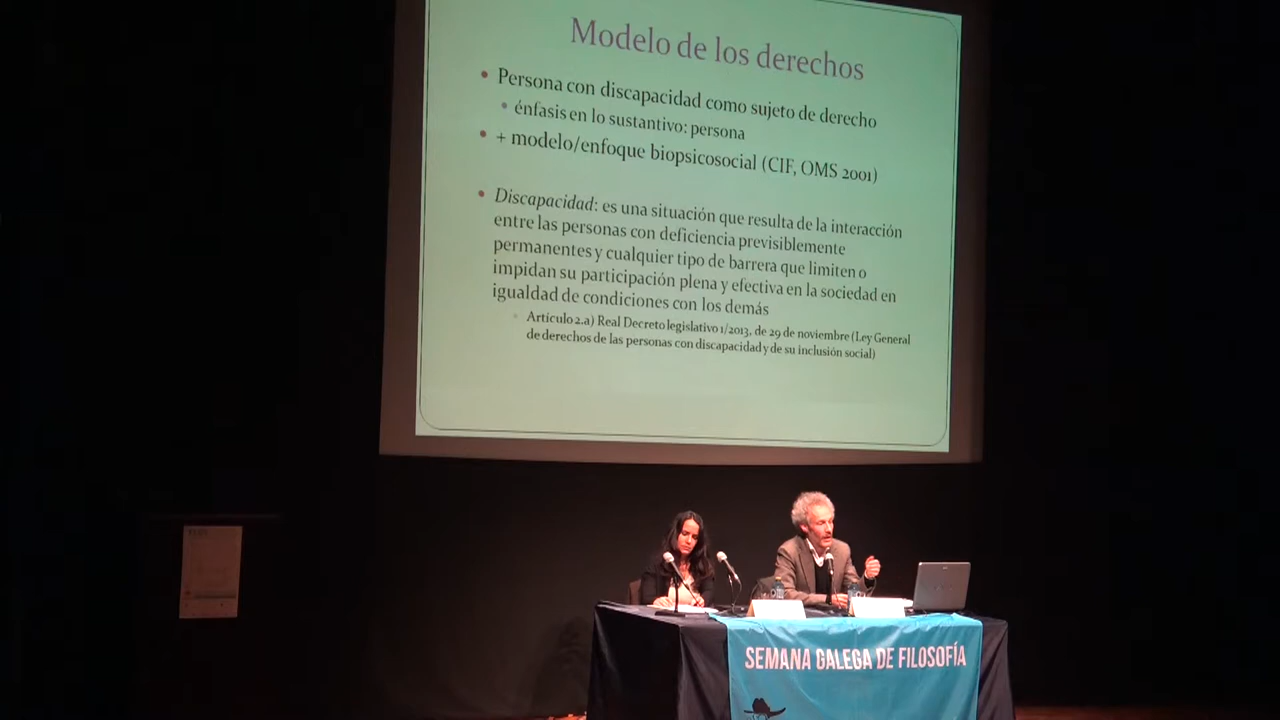 Modelo de los derechos
• Persona con discapacidad como sujeto de derecho
• énfasis en lo sustantivo: persona
• + modelo/enfoque biopsicosocial (CIF, OMS 2001)
• Discapacidad: es una situación que resulta de la interacción
entre las personas con deficiencia previsiblemente
permanentes y cualquier tipo de barrera que limiten o
impidan su participación plena y efectiva en la sociedad en
igualdad de condiciones con los demás
• Artículo 2.a) Real Decreto legislativo 1/2013, de 29 de noviembre (Ley General
de derechos de las personas con discapacidad y de su inclusión social)
SEMANA GALEGA DE FILOSOFÍA